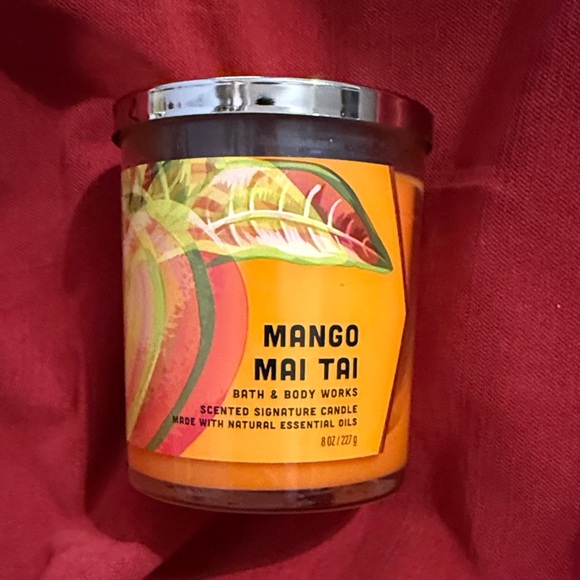 MANGO
MAI TAI
BATH & BODY WORKS
SCENTED SIGNATURE CANDLE
MADE WITH NATURAL ESSENTIAL OILS
8 OZ / 227 g